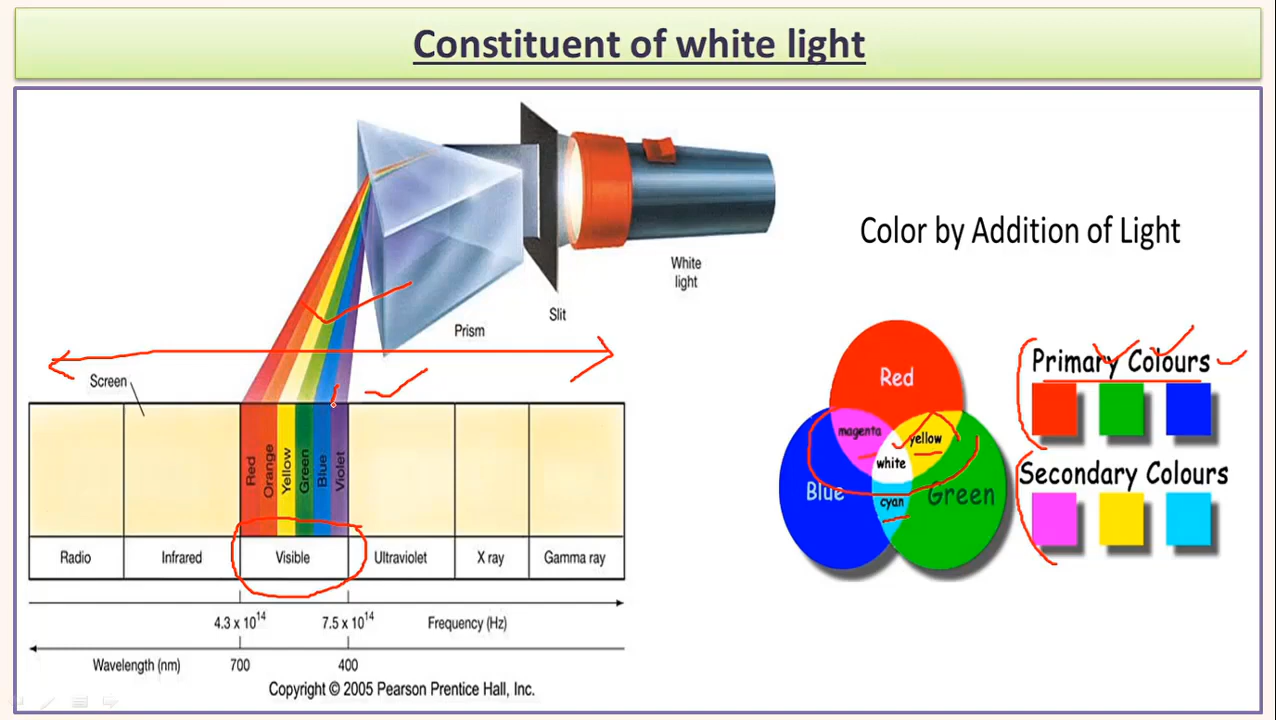 Constituent of white light
White
light
Slit
Prism
Screen
Red
Orange
Yellow
Green
Blue
Violet
Radio
Infrared
Visible
Ultraviolet
X ray
Gamma ray
4.3 x 10¹⁴
7.5 x 10¹⁴
Frequency (Hz)
Wavelength (nm)
700
400
Copyright © 2005 Pearson Prentice Hall, Inc.
Color by Addition of Light
Red
magenta
yellow
white
Blue
cyan
Green
Primary Colours
Secondary Colours